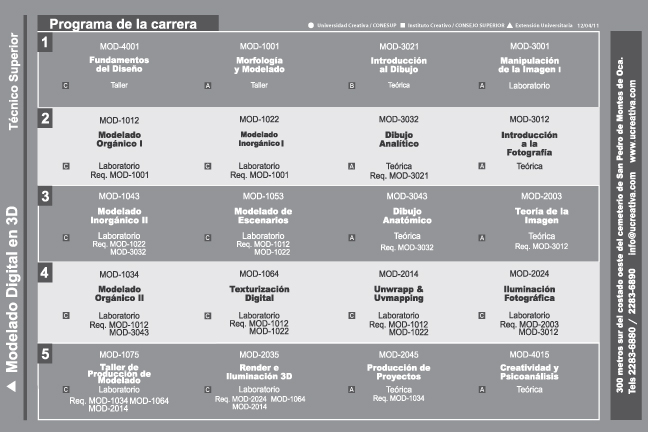 Programa de la carrera
Universidad Creativa / CONESUP Instituto Creativo / CONSEJO SUPERIOR Extensión Universitaria 12/08/11
Modelado Digital en 3D Técnico Superior
1
MOD-4001 MOD-1001 MOD-3021 MOD-3001
Fundamentos Morfología Introducción Manipulación
del Diseño y Modelado al Dibujo de la Imagen I
C Taller A Taller B Teórica A Laboratorio
2
MOD-1012 MOD-1022 MOD-3032 MOD-3012
Modelado Modelado Dibujo Introducción
Orgánico I Inorgánico I Analítico a la
Fotografía
C Laboratorio C Laboratorio A Teórica A Teórica
Req. MOD-1001 Req. MOD-1001 Req. MOD-3021
3
MOD-1043 MOD-1053 MOD-3043 MOD-2003
Modelado Modelado de Dibujo Teoría de la
Inorgánico II Escenarios Anatómico Imagen
C Laboratorio C Laboratorio A Teórica A Teórica
Req. MOD-1022 Req. MOD-1012 Req. MOD-3032 Req. MOD-3012
MOD-3032 MOD-1022
4
MOD-1034 MOD-1064 MOD-2014 MOD-2024
Modelado Texturización Unwrapp & Iluminación
Orgánico II Digital Uvmapping Fotográfica
C Laboratorio C Laboratorio C Laboratorio C Laboratorio
Req. MOD-1012 Req. MOD-1012 Req. MOD-1012 Req. MOD-2003
MOD-3043 MOD-1022 MOD-1022 MOD-3012
5
MOD-1075 MOD-2035 MOD-2045 MOD-4015
Taller de Render e Producción de Creatividad y
Producción de Iluminación 3D Proyectos Psicoanálisis
Modelado
C Laboratorio C Laboratorio A Teórica A Teórica
Req. MOD-1034 MOD-1064 Req. MOD-2024 MOD-1064 Req. MOD-1034
MOD-2014 MOD-2014
300 metros sur del costado oeste del cementerio de San Pedro de Montes de Oca.
Tels 2283-6880 / 2283-6890 info@ucreativa.com www.ucreativa.com